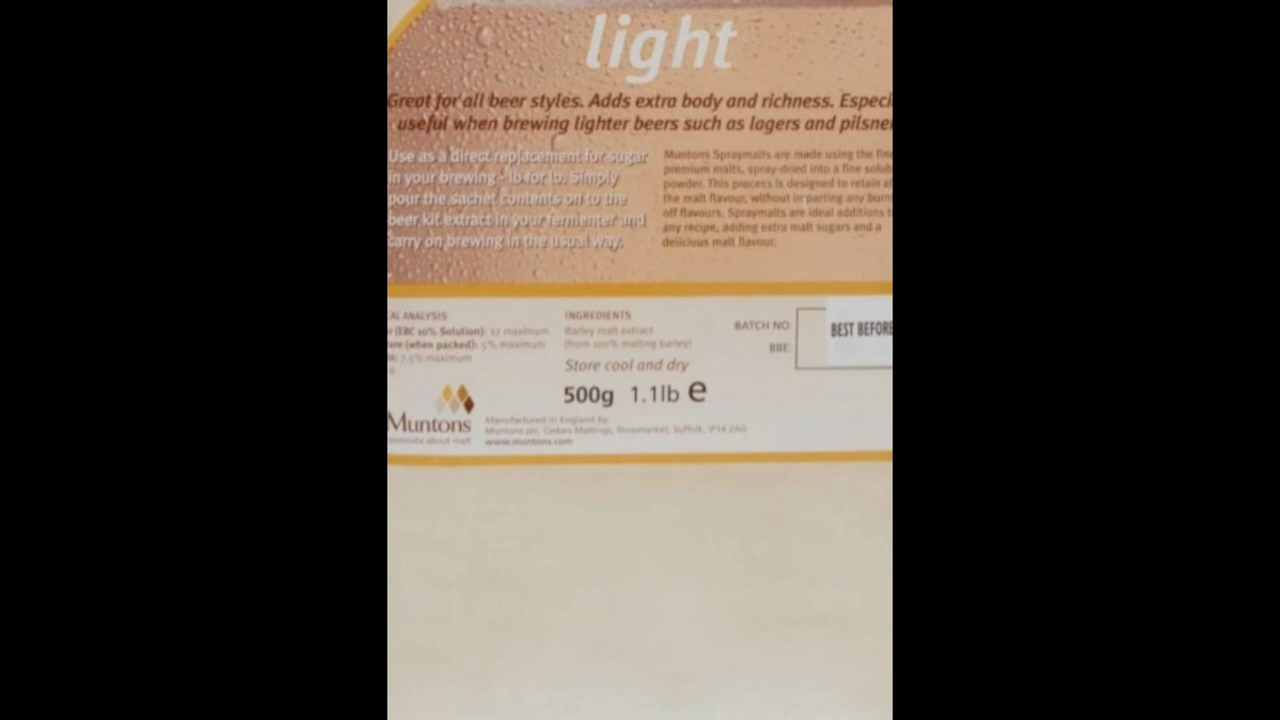 light
Great for all beer styles. Adds extra body and richness. Especi
useful when brewing lighter beers such as lagers and pilsner
Use as a direct replacement for sugar
in your brewing - lb for lb. Simply
pour the sachet contents on to the
beer kit extract in your fermenter and
carry on brewing in the usual way.
Muntons Spraymalts are made using the fine
premium malts, spray-dried into a fine solub
powder. This process is designed to retain al
the malt flavour, without imparting any burn
off flavours. Spraymalts are ideal additions t
any recipe, adding extra malt sugars and a
delicious malt flavour.
AL ANALYSIS
r (EBC 10% Solution): 12 maximum
ure (when packed): 5% maximum
7.5% maximum
INGREDIENTS
Barley malt extract
(from 100% malting barley)
Store cool and dry
500g 1.1lb e
BATCH NO:
BBE:
BEST BEFORE
Muntons
passionate about malt
Manufactured in England by:
Muntons plc, Cedars Maltings, Stowmarket, Suffolk, IP14 2AG
www.muntons.com